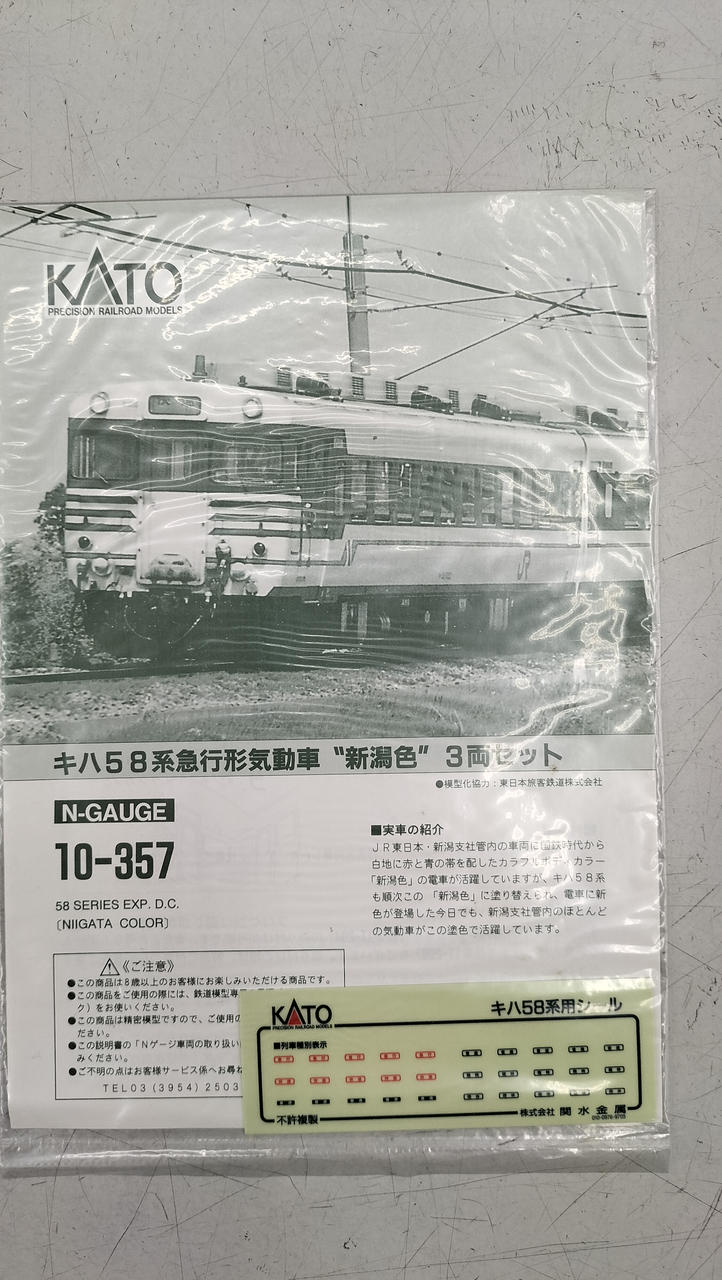 KATO
PRECISION RAILROAD MODELS
JR
キハ58系急行形気動車 "新潟色" 3両セット
●模型化協力:東日本旅客鉄道株式会社
N-GAUGE
10-357
58 SERIES EXP. D.C.
〔NIIGATA COLOR〕
■実車の紹介
JR東日本・新潟支社管内の車両に国鉄時代から
白地に赤と青の帯を配したカラフルボディカラー
「新潟色」の電車が活躍していますが、キハ58系
も順次この「新潟色」に塗り替えられ、電車に新
色が登場した今日でも、新潟支社管内のほとんど
の気動車がこの塗色で活躍しています。
《ご注意》
●この商品は8歳以上のお客様にお楽しみいただける商品です。
●この商品をご使用の際には、鉄道模型専
ク)をお使いください。
●この商品は精密模型ですので、ご使用の
ださい。
●この説明書の「Nゲージ車両の取り扱い
みください。
●ご不明の点はお客様サービス係へお尋ね
TEL03(3954)2503
KATO
PRECISION RAILROAD MODELS
キハ58系用シール
■列車種別表示
不許複製
株式会社 関水金属